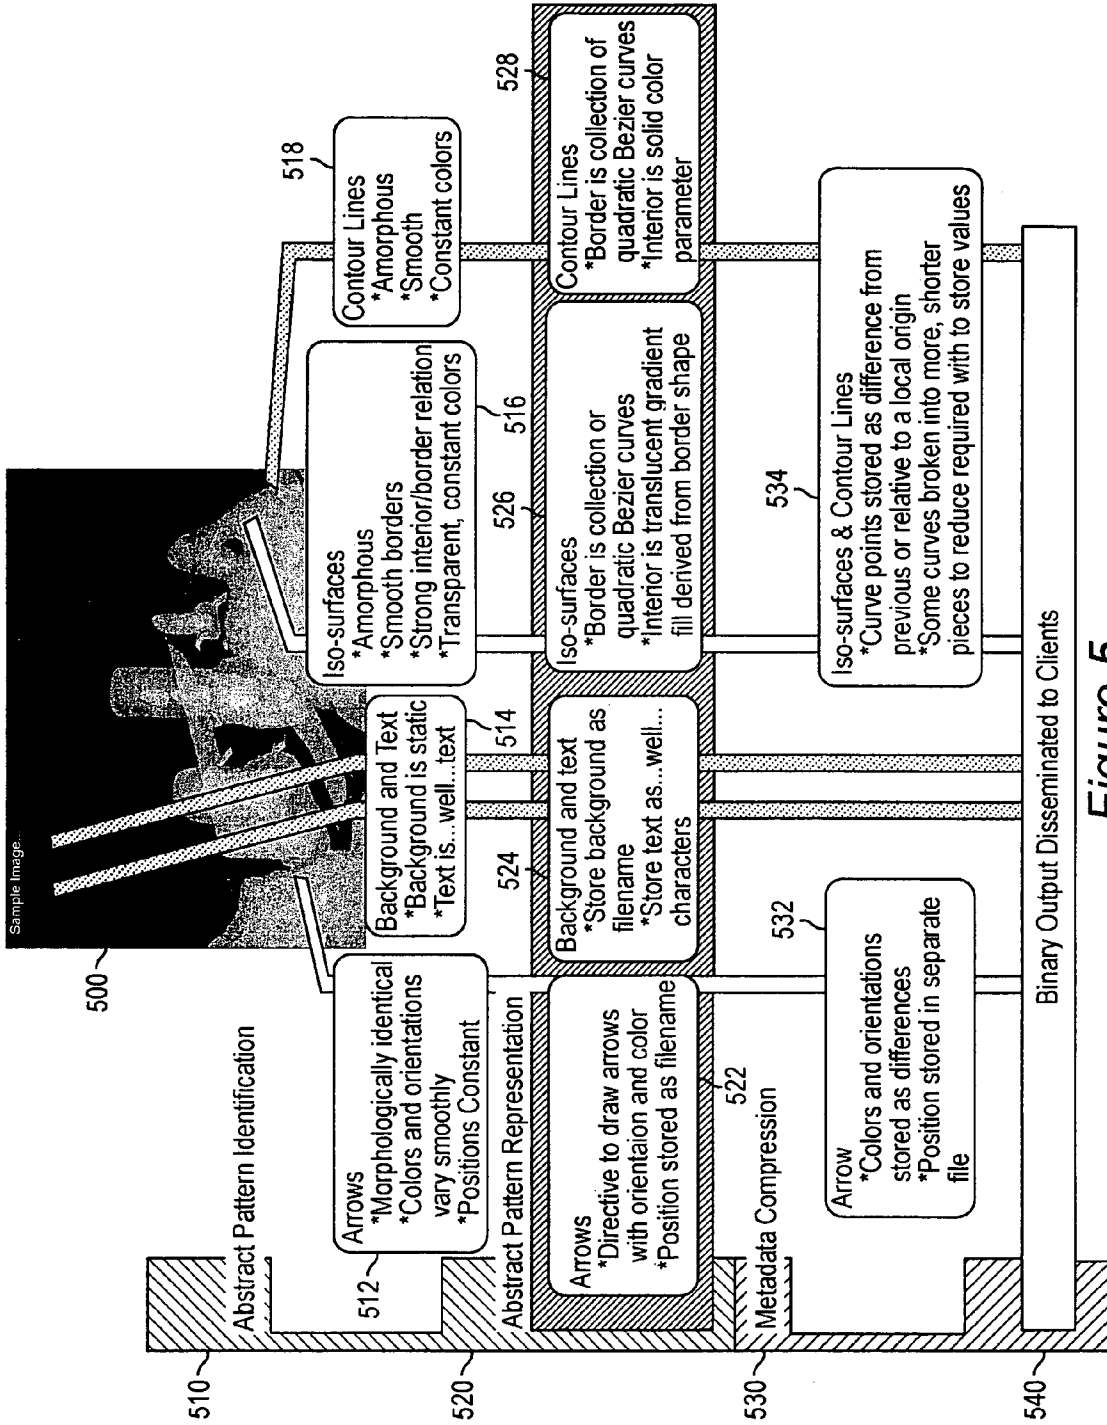 Sample Image...
500
510
Abstract Pattern Identification
512
Arrows
*Morphologically identical
*Colors and orientations
vary smoothly
*Positions Constant
Background and Text
*Background is static
*Text is...well...text
514
Iso-surfaces
*Amorphous
*Smooth borders
*Strong interior/border relation
*Transparent, constant colors
516
Contour Lines
*Amorphous
*Smooth
*Constant colors
518
520
Abstract Pattern Representation
Arrows
*Directive to draw arrows
with orientaion and color
*Position stored as filename
522
524
Background and text
*Store background as
filename
*Store text as...well...
characters
526
Iso-surfaces
*Border is collection or
quadratic Bezier curves
*Interior is translucent gradient
fill derived from border shape
528
Contour Lines
*Border is collection of
quadratic Bezier curves
*Interior is solid color
parameter
530
Metadata Compression
532
Arrow
*Colors and orientations
stored as differences
*Position stored in separate
file
534
Iso-surfaces & Contour Lines
*Curve points stored as difference from
previous or relative to a local origin
*Some curves broken into more, shorter
pieces to reduce required with to store values
540
Binary Output Disseminated to Clients
Figure 5